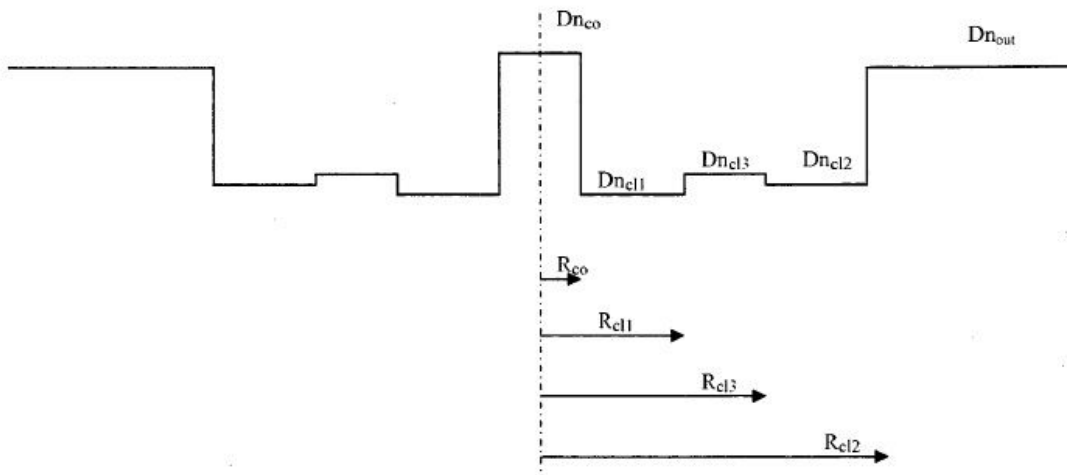 Dn_co
Dn_out
Dn_cl3
Dn_cl2
Dn_cl1
R_co
R_cl1
R_cl3
R_cl2